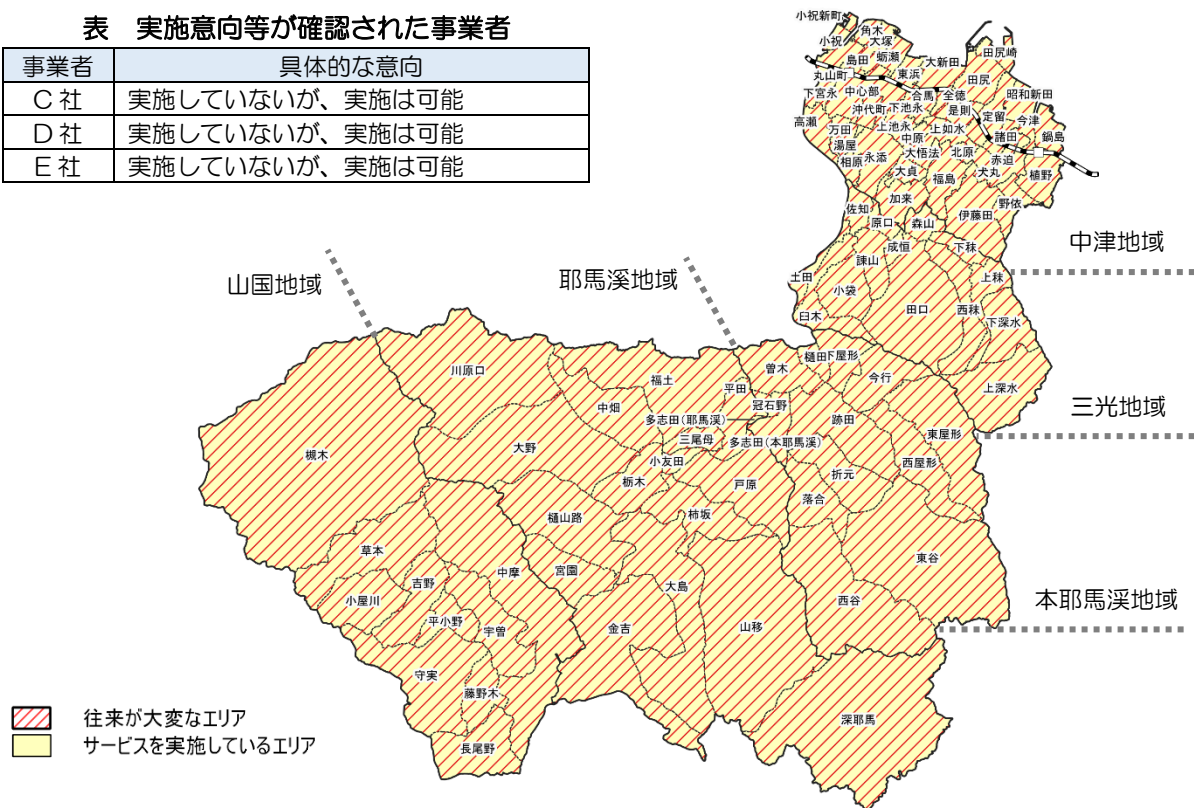 表 実施意向等が確認された事業者
事業者 具体的な意向
C社 実施していないが、実施は可能
D社 実施していないが、実施は可能
E社 実施していないが、実施は可能
小祝新町
小祝
角木
大塚
島田
蛎瀬
東浜
大新田
田尻崎
田尻
丸山町
下宮永
中心部
合馬
全徳
昭和新田
高瀬
沖代町
下池永
是則
定留
今津
万田
上池永
上如水
諸田
鍋島
湯屋
中原
相原
永添
大悟法
北原
赤迫
大貞
福島
犬丸
植野
加来
野依
佐知
伊藤田
原口
森山
下秣
中津地域
成恒
諫山
上秣
土田
小袋
田口
西秣
臼木
下深水
上深水
三光地域
山国地域
耶馬溪地域
川原口
福土
平田
曽木
樋田
下屋形
今行
中畑
冠石野
多志田(耶馬溪)
跡田
東屋形
槻木
大野
三尾母
多志田(本耶馬溪)
小友田
西屋形
栃木
戸原
折元
落合
樋山路
柿坂
草本
中摩
宮園
東谷
吉野
大島
小屋川
西谷
本耶馬溪地域
平小野
宇曽
金吉
山移
守実
藤野木
深耶馬
長尾野
往来が大変なエリア
サービスを実施しているエリア